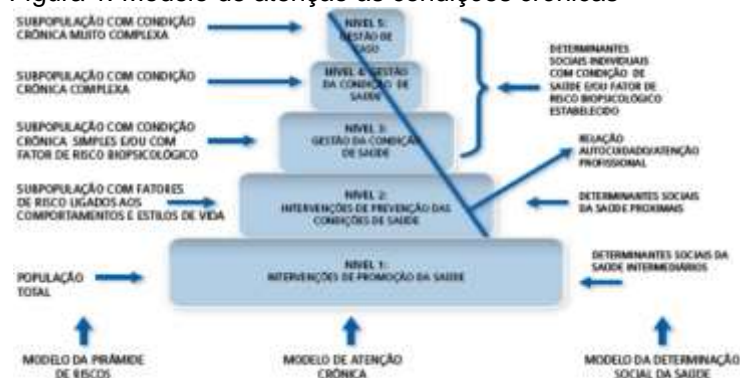 Figura 1: Modelo de atenção às condições crônicas
SUBPOPULAÇÃO COM CONDIÇÃO
CRÔNICA MUITO COMPLEXA
SUBPOPULAÇÃO COM CONDIÇÃO
CRÔNICA COMPLEXA
SUBPOPULAÇÃO COM CONDIÇÃO
CRÔNICA SIMPLES E/OU COM
FATOR DE RISCO BIOPSICOLÓGICO
SUBPOPULAÇÃO COM FATORES
DE RISCO LIGADOS AOS
COMPORTAMENTOS E ESTILOS DE VIDA
POPULAÇÃO
TOTAL
MODELO DA PIRÂMIDE
DE RISCOS
NÍVEL 5:
GESTÃO DE
CASO
NÍVEL 4: GESTÃO
DA CONDIÇÃO DE
SAÚDE
NÍVEL 3:
GESTÃO DA CONDIÇÃO
DE SAÚDE
NÍVEL 2:
INTERVENÇÕES DE PREVENÇÃO DAS
CONDIÇÕES DE SAÚDE
NÍVEL 1:
INTERVENÇÕES DE PROMOÇÃO DA SAÚDE
MODELO DE ATENÇÃO
CRÔNICA
DETERMINANTES
SOCIAIS INDIVIDUAIS
COM CONDIÇÃO DE
SAÚDE E/OU FATOR DE
RISCO BIOPSICOLÓGICO
ESTABELECIDO
RELAÇÃO
AUTOCUIDADO/ATENÇÃO
PROFISSIONAL
DETERMINANTES SOCIAIS
DA SAÚDE PROXIMAIS
DETERMINANTES SOCIAIS DA
SAÚDE INTERMEDIÁRIOS
MODELO DA DETERMINAÇÃO
SOCIAL DA SAÚDE